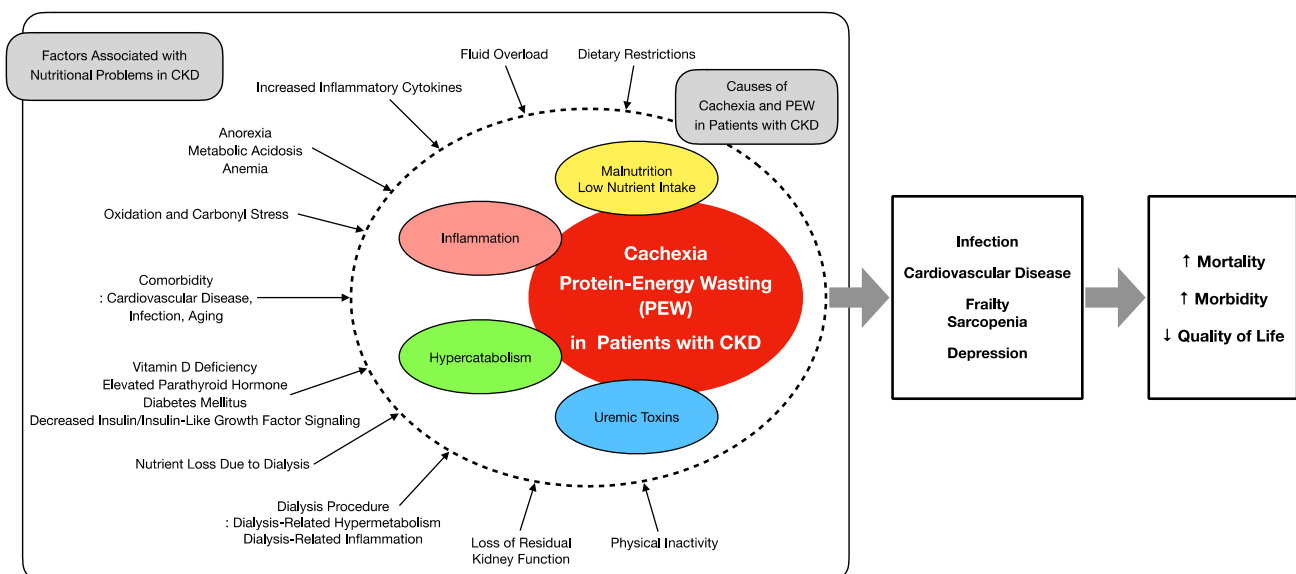 Factors Associated with
Nutritional Problems in CKD
Fluid Overload
Dietary Restrictions
Increased Inflammatory Cytokines
Causes of
Cachexia and PEW
in Patients with CKD
Anorexia
Metabolic Acidosis
Anemia
Oxidation and Carbonyl Stress
Comorbidity
: Cardiovascular Disease,
Infection, Aging
Vitamin D Deficiency
Elevated Parathyroid Hormone
Diabetes Mellitus
Decreased Insulin/Insulin-Like Growth Factor Signaling
Nutrient Loss Due to Dialysis
Dialysis Procedure
: Dialysis-Related Hypermetabolism
Dialysis-Related Inflammation
Loss of Residual
Kidney Function
Physical Inactivity
Malnutrition
Low Nutrient Intake
Inflammation
Hypercatabolism
Uremic Toxins
Cachexia
Protein-Energy Wasting
(PEW)
in Patients with CKD
Infection
Cardiovascular Disease
Frailty
Sarcopenia
Depression
↑ Mortality
↑ Morbidity
↓ Quality of Life